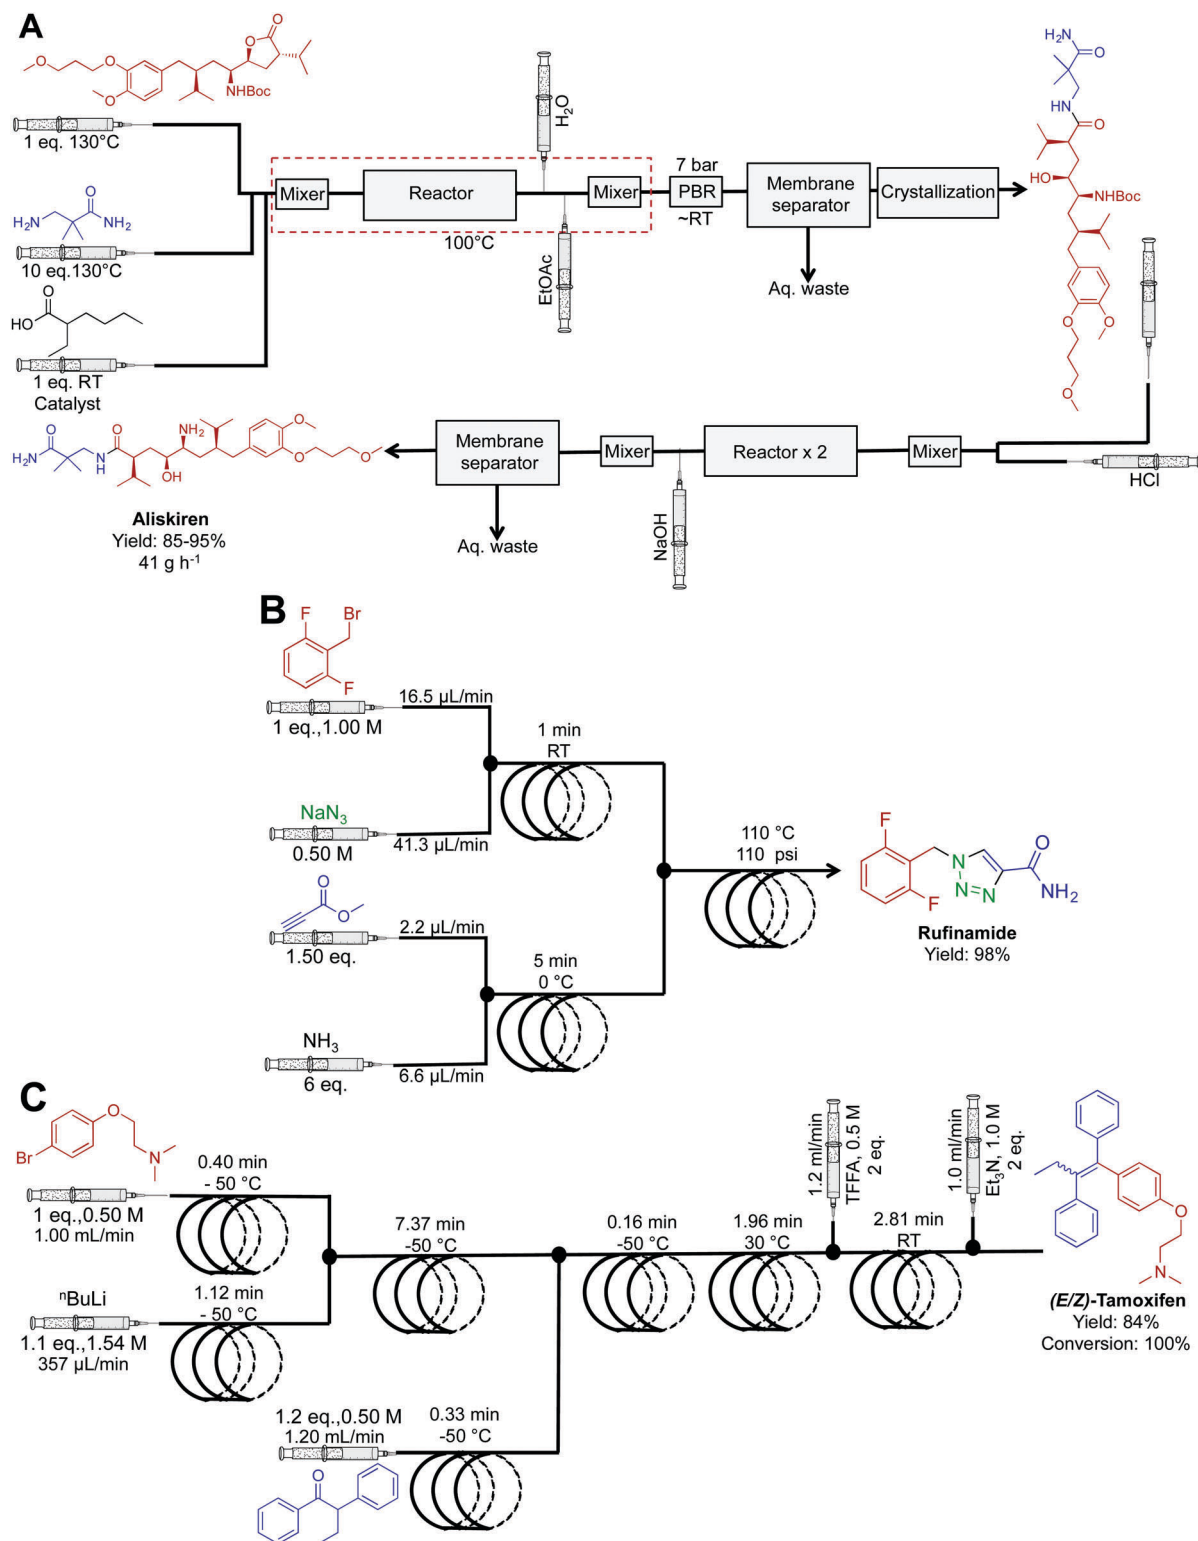 A
O
O
O
O
O
NHBoc
1 eq. 130°C
H2N
O
NH2
10 eq.130°C
O
HO
1 eq. RT
Catalyst
Mixer
Reactor
H2O
EtOAc
Mixer
100°C
7 bar
PBR
~RT
Membrane
separator
Aq. waste
Crystallization
H2N
O
HN
O
HO
NHBoc
O
O
O
HCl
Mixer
Reactor x 2
NaOH
Mixer
Membrane
separator
Aq. waste
O
H2N
N
H
O
OH
NH2
O
O
O
Aliskiren
Yield: 85-95%
41 g h-1
B
F
Br
F
1 eq.,1.00 M
16.5 µL/min
NaN3
0.50 M
41.3 µL/min
1 min
RT
O
O
1.50 eq.
2.2 µL/min
NH3
6 eq.
6.6 µL/min
5 min
0 °C
110 °C
110 psi
F
F
N
N
N
O
NH2
Rufinamide
Yield: 98%
C
O
Br
N
1 eq.,0.50 M
1.00 mL/min
0.40 min
- 50 °C
nBuLi
1.1 eq.,1.54 M
357 µL/min
1.12 min
- 50 °C
7.37 min
-50 °C
1.2 eq.,0.50 M
1.20 mL/min
0.33 min
-50 °C
O
0.16 min
-50 °C
1.96 min
30 °C
1.2 ml/min
TFFA, 0.5 M
2 eq.
2.81 min
RT
1.0 ml/min
Et3N, 1.0 M
2 eq.
O
N
(E/Z)-Tamoxifen
Yield: 84%
Conversion: 100%